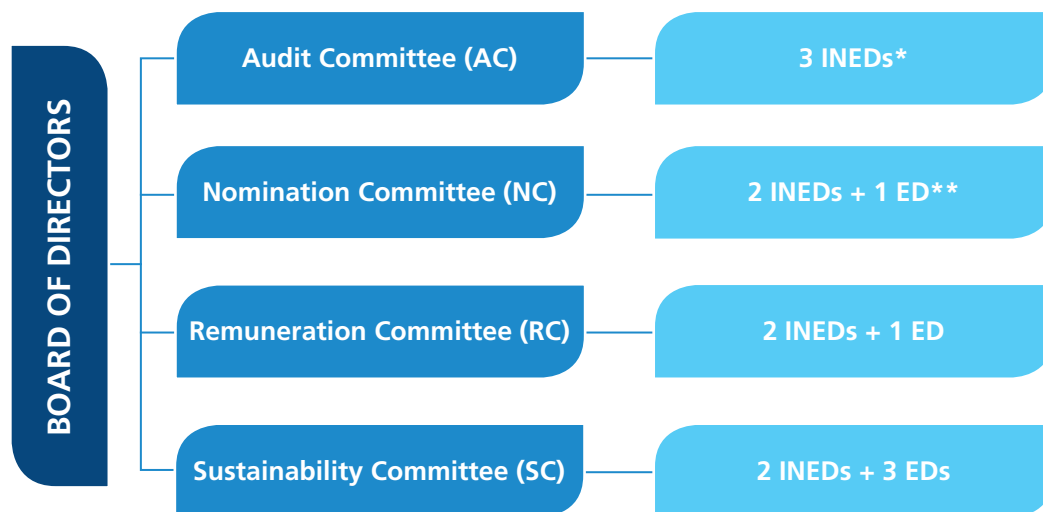 BOARD OF DIRECTORS
Audit Committee (AC)
3 INEDs*
Nomination Committee (NC)
2 INEDs + 1 ED**
Remuneration Committee (RC)
2 INEDs + 1 ED
Sustainability Committee (SC)
2 INEDs + 3 EDs